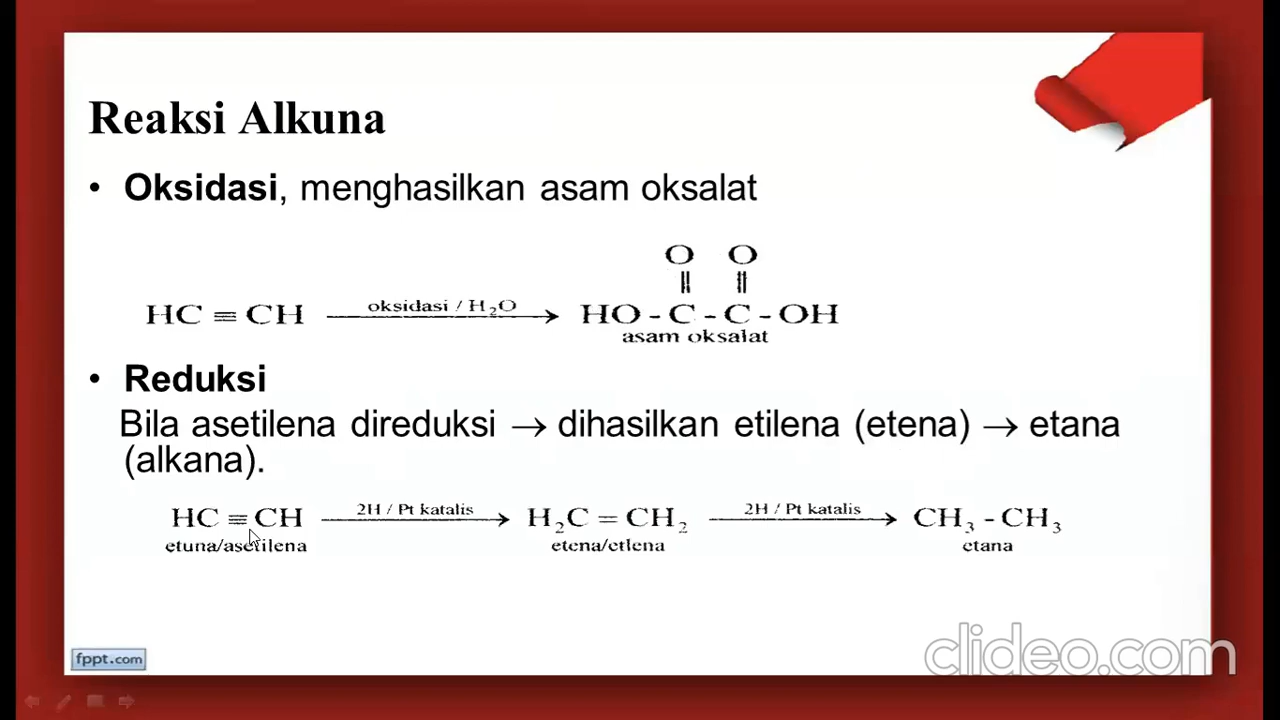 Reaksi Alkuna
• Oksidasi, menghasilkan asam oksalat
O O
HC ≡ CH oksidasi / H₂O → HO - C - C - OH
asam oksalat
• Reduksi
Bila asetilena direduksi → dihasilkan etilena (etena) → etana
(alkana).
HC ≡ CH 2H / Pt katalis → H₂C = CH₂ 2H / Pt katalis → CH₃ - CH₃
etuna/asetilena etena/etlena etana
fppt.com
clideo.com